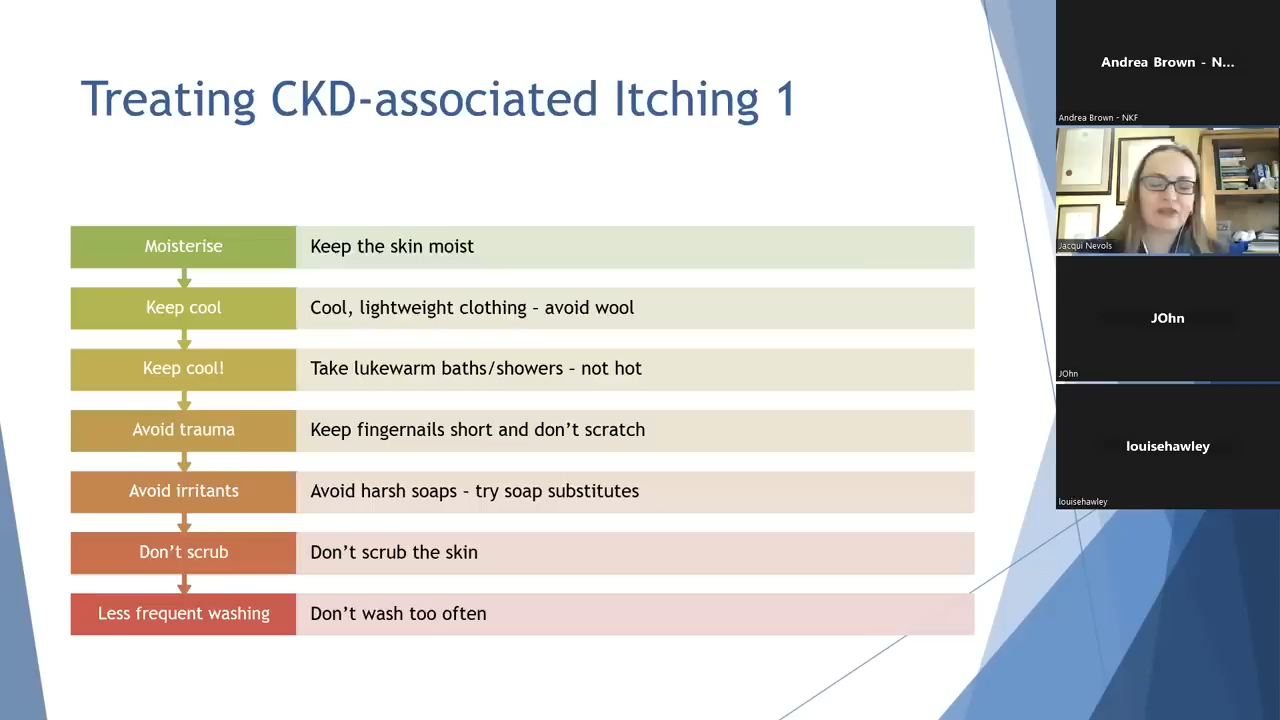 Treating CKD-associated Itching 1
Moisterise
Keep the skin moist
Keep cool
Cool, lightweight clothing – avoid wool
Keep cool!
Take lukewarm baths/showers – not hot
Avoid trauma
Keep fingernails short and don't scratch
Avoid irritants
Avoid harsh soaps – try soap substitutes
Don't scrub
Don't scrub the skin
Less frequent washing
Don't wash too often
Andrea Brown - N...
Andrea Brown - NKF
Jacqui Nevols
JOhn
JOhn
louisehawley
louisehawley